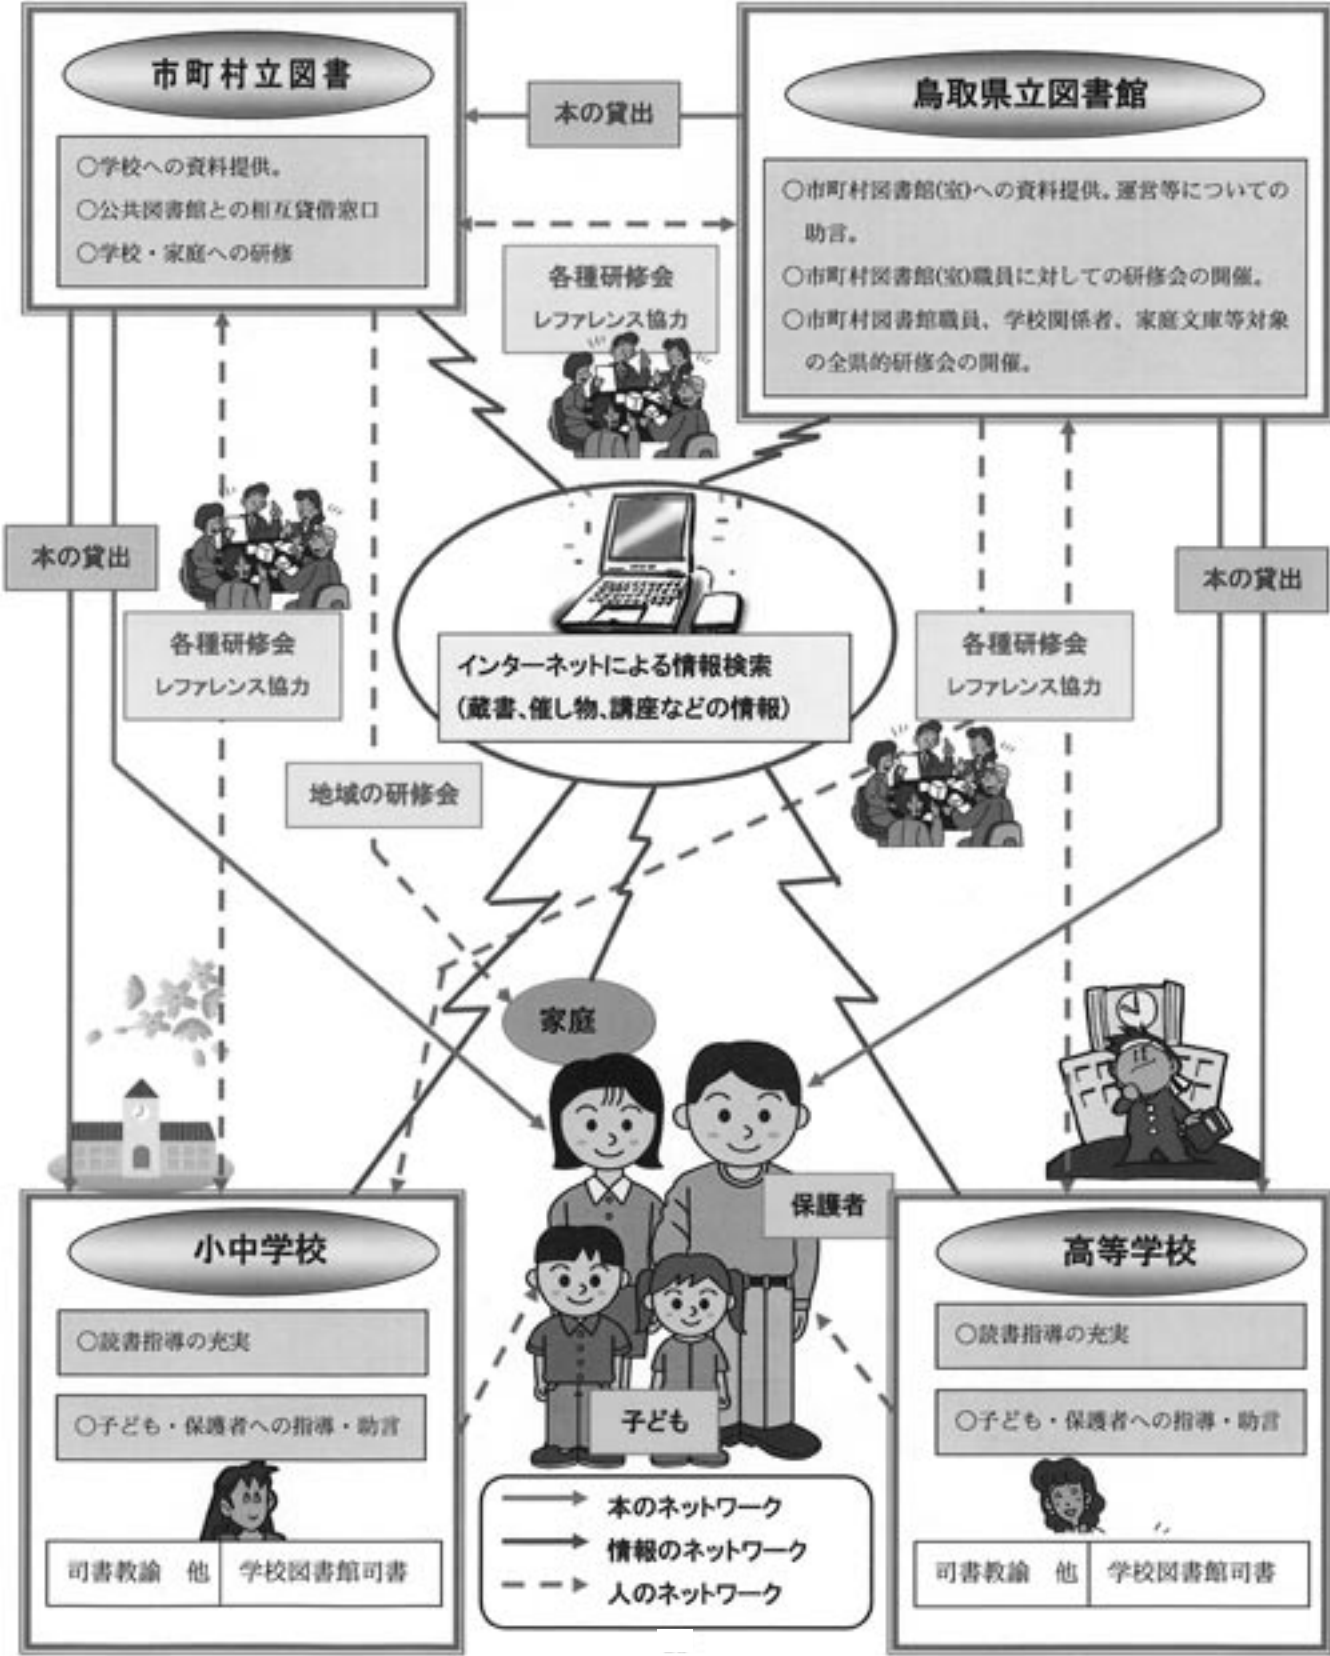 市町村立図書
○学校への資料提供。
○公共図書館との相互貸借窓口
○学校・家庭への研修
本の貸出
鳥取県立図書館
○市町村図書館(室)への資料提供。運営等についての
助言。
○市町村図書館(室)職員に対しての研修会の開催。
○市町村図書館職員、学校関係者、家庭文庫等対象
の全県的研修会の開催。
各種研修会
レファレンス協力
本の貸出
各種研修会
レファレンス協力
地域の研修会
インターネットによる情報検索
(蔵書、催し物、講座などの情報)
各種研修会
レファレンス協力
本の貸出
家庭
保護者
子ども
小中学校
○読書指導の充実
○子ども・保護者への指導・助言
司書教諭 他
学校図書館司書
高等学校
○読書指導の充実
○子ども・保護者への指導・助言
司書教諭 他
学校図書館司書
本のネットワーク
情報のネットワーク
人のネットワーク